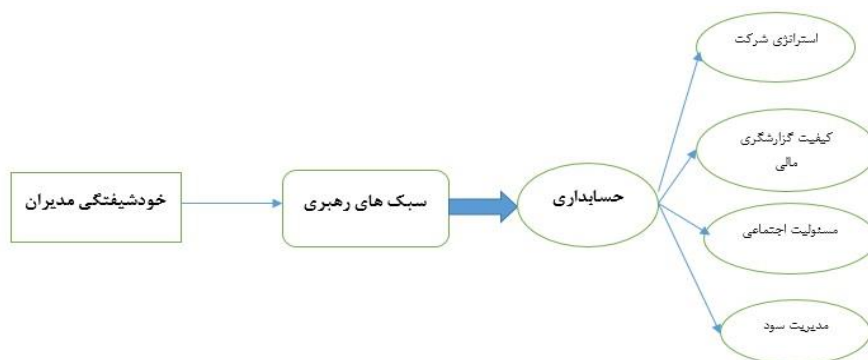 خودشیفتگی مدیران
سبک های رهبری
حسابداری
استراتژی شرکت
کیفیت گزارشگری
مالی
مسئولیت اجتماعی
مدیریت سود